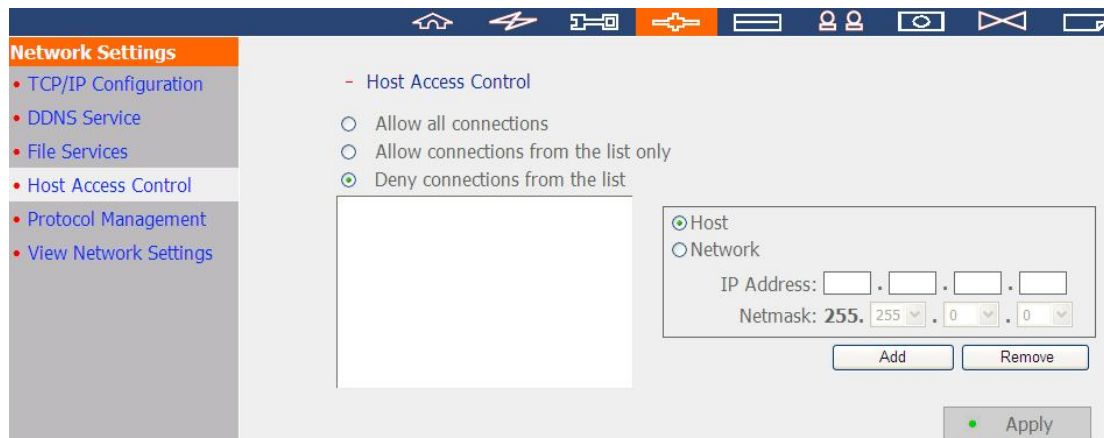 Network Settings
• TCP/IP Configuration
• DDNS Service
• File Services
• Host Access Control
• Protocol Management
• View Network Settings
- Host Access Control
Allow all connections
Allow connections from the list only
Deny connections from the list
Host
Network
IP Address: . . .
Netmask: 255. 255 . 0 . 0
Add Remove
• Apply